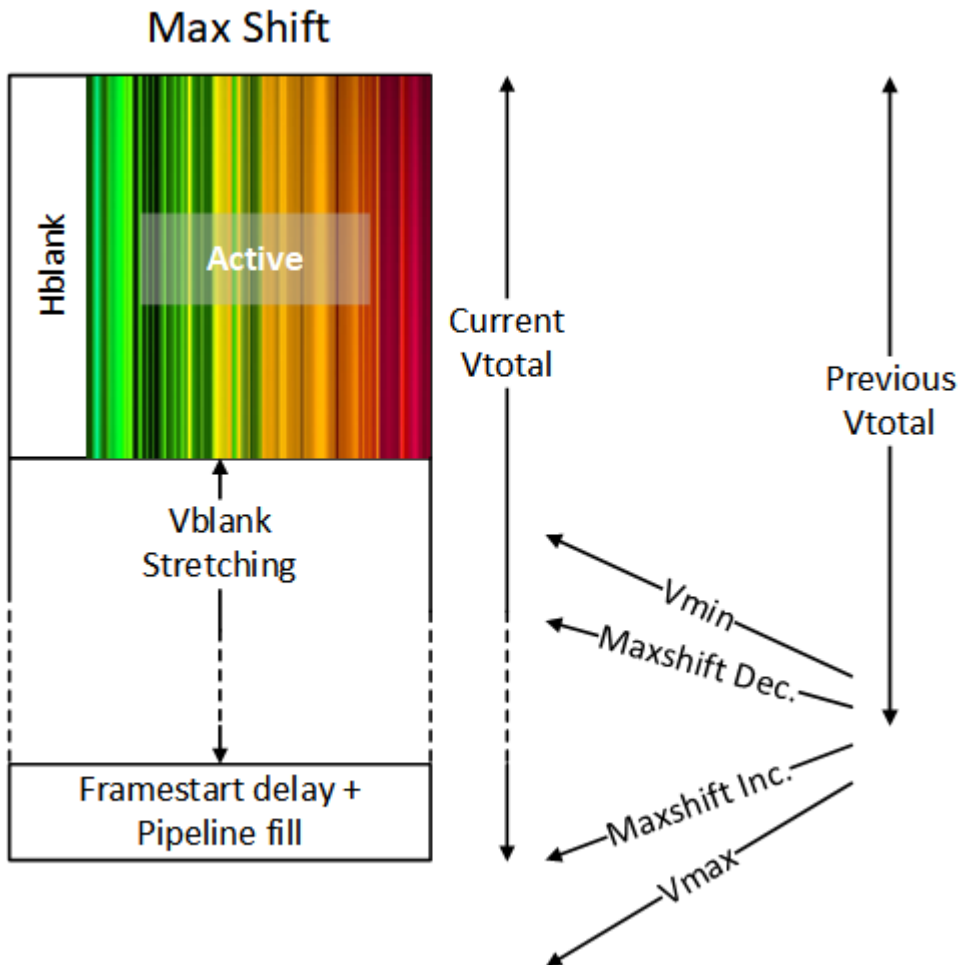 Max Shift
Hblank
Active
Current
Vtotal
Previous
Vtotal
Vblank
Stretching
Vmin
Maxshift Dec.
Framestart delay +
Pipeline fill
Maxshift Inc.
Vmax